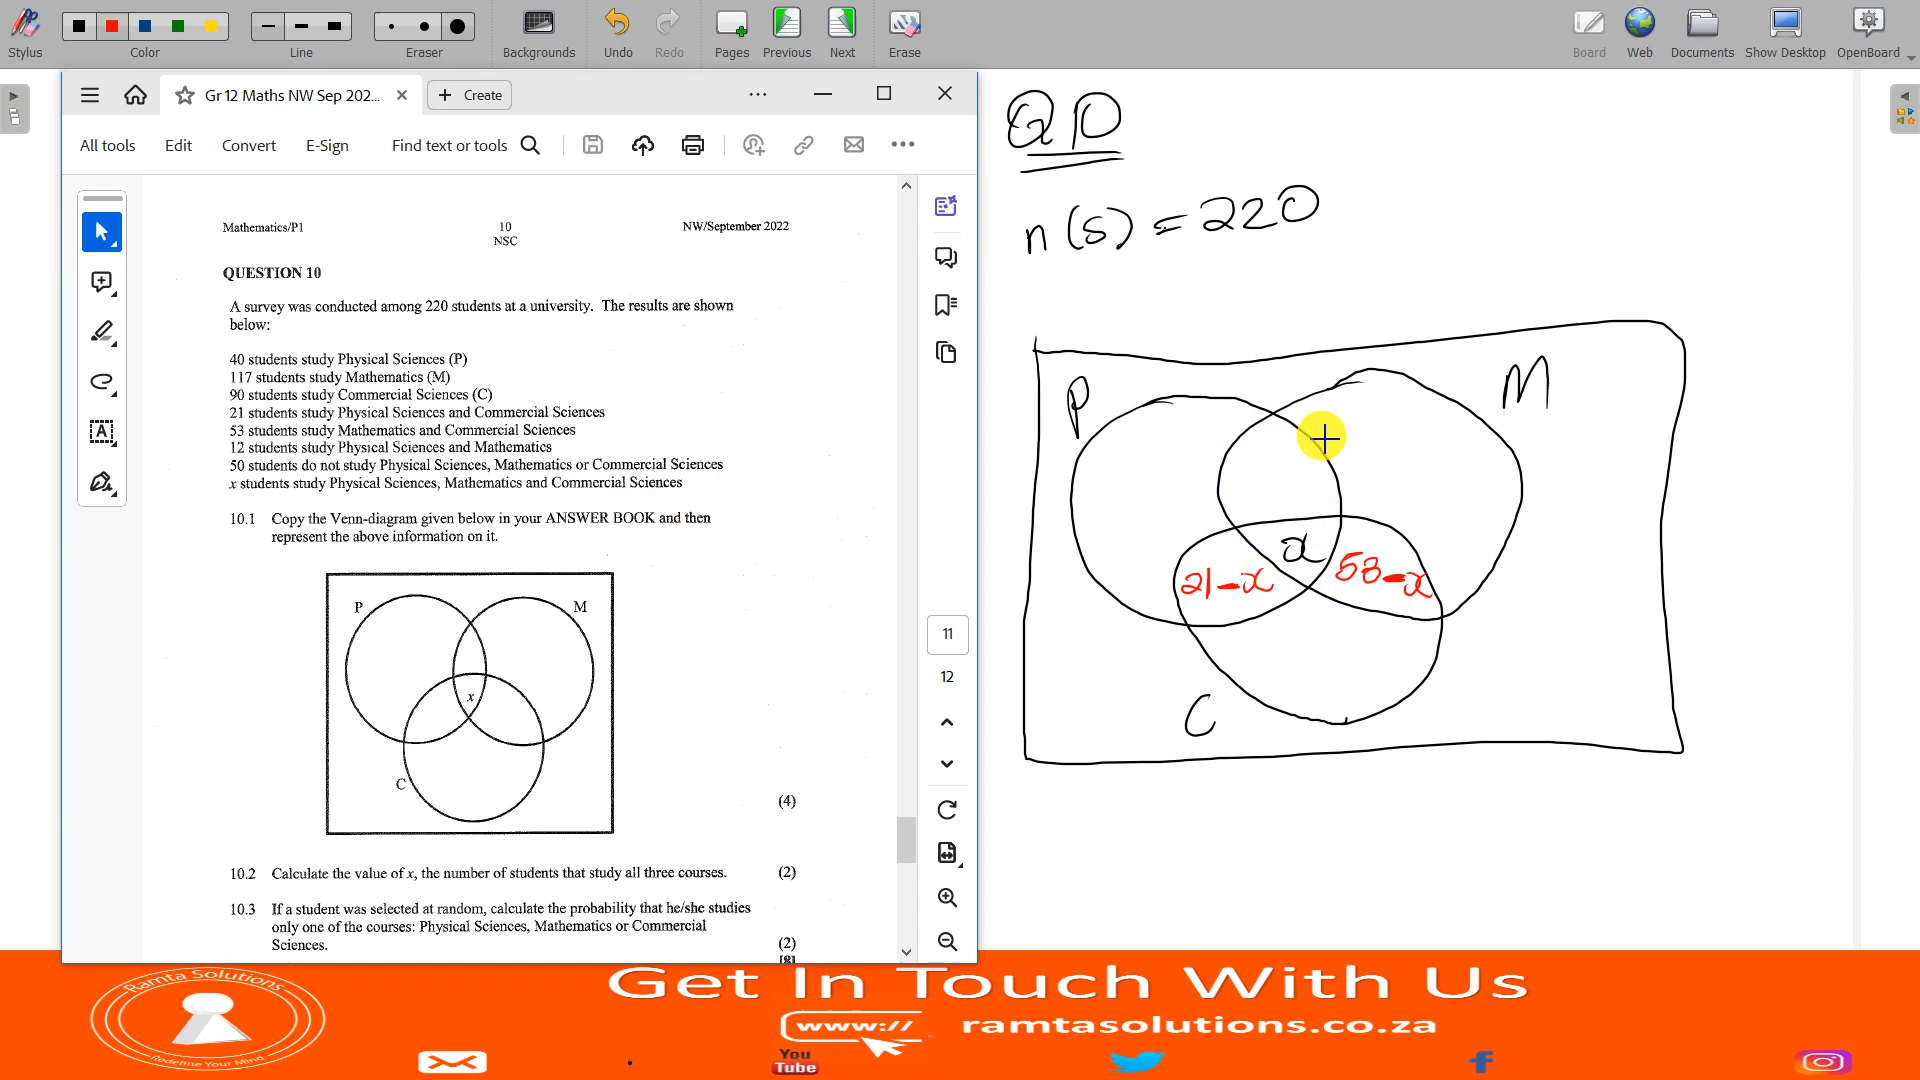 Stylus
Color
Line
Eraser
Backgrounds
Undo
Redo
Pages
Previous
Next
Erase
Board
Web
Documents
Show Desktop
OpenBoard
Gr 12 Maths NW Sep 202...
Create
All tools
Edit
Convert
E-Sign
Find text or tools
Mathematics/P1
10
NSC
NW/September 2022
QUESTION 10
A survey was conducted among 220 students at a university. The results are shown
below:
40 students study Physical Sciences (P)
117 students study Mathematics (M)
90 students study Commercial Sciences (C)
21 students study Physical Sciences and Commercial Sciences
53 students study Mathematics and Commercial Sciences
12 students study Physical Sciences and Mathematics
50 students do not study Physical Sciences, Mathematics or Commercial Sciences
x students study Physical Sciences, Mathematics and Commercial Sciences
10.1 Copy the Venn-diagram given below in your ANSWER BOOK and then
represent the above information on it.
P
M
x
C
(4)
10.2 Calculate the value of x, the number of students that study all three courses. (2)
10.3 If a student was selected at random, calculate the probability that he/she studies
only one of the courses: Physical Sciences, Mathematics or Commercial
Sciences. (2)
[8]
11
12
Q10
n(s) = 220
P
M
x
21-x
53-x
C
Ramta Solutions
Redefine Your Mind
Get In Touch With Us
www://
ramtasolutions.co.za
You
Tube